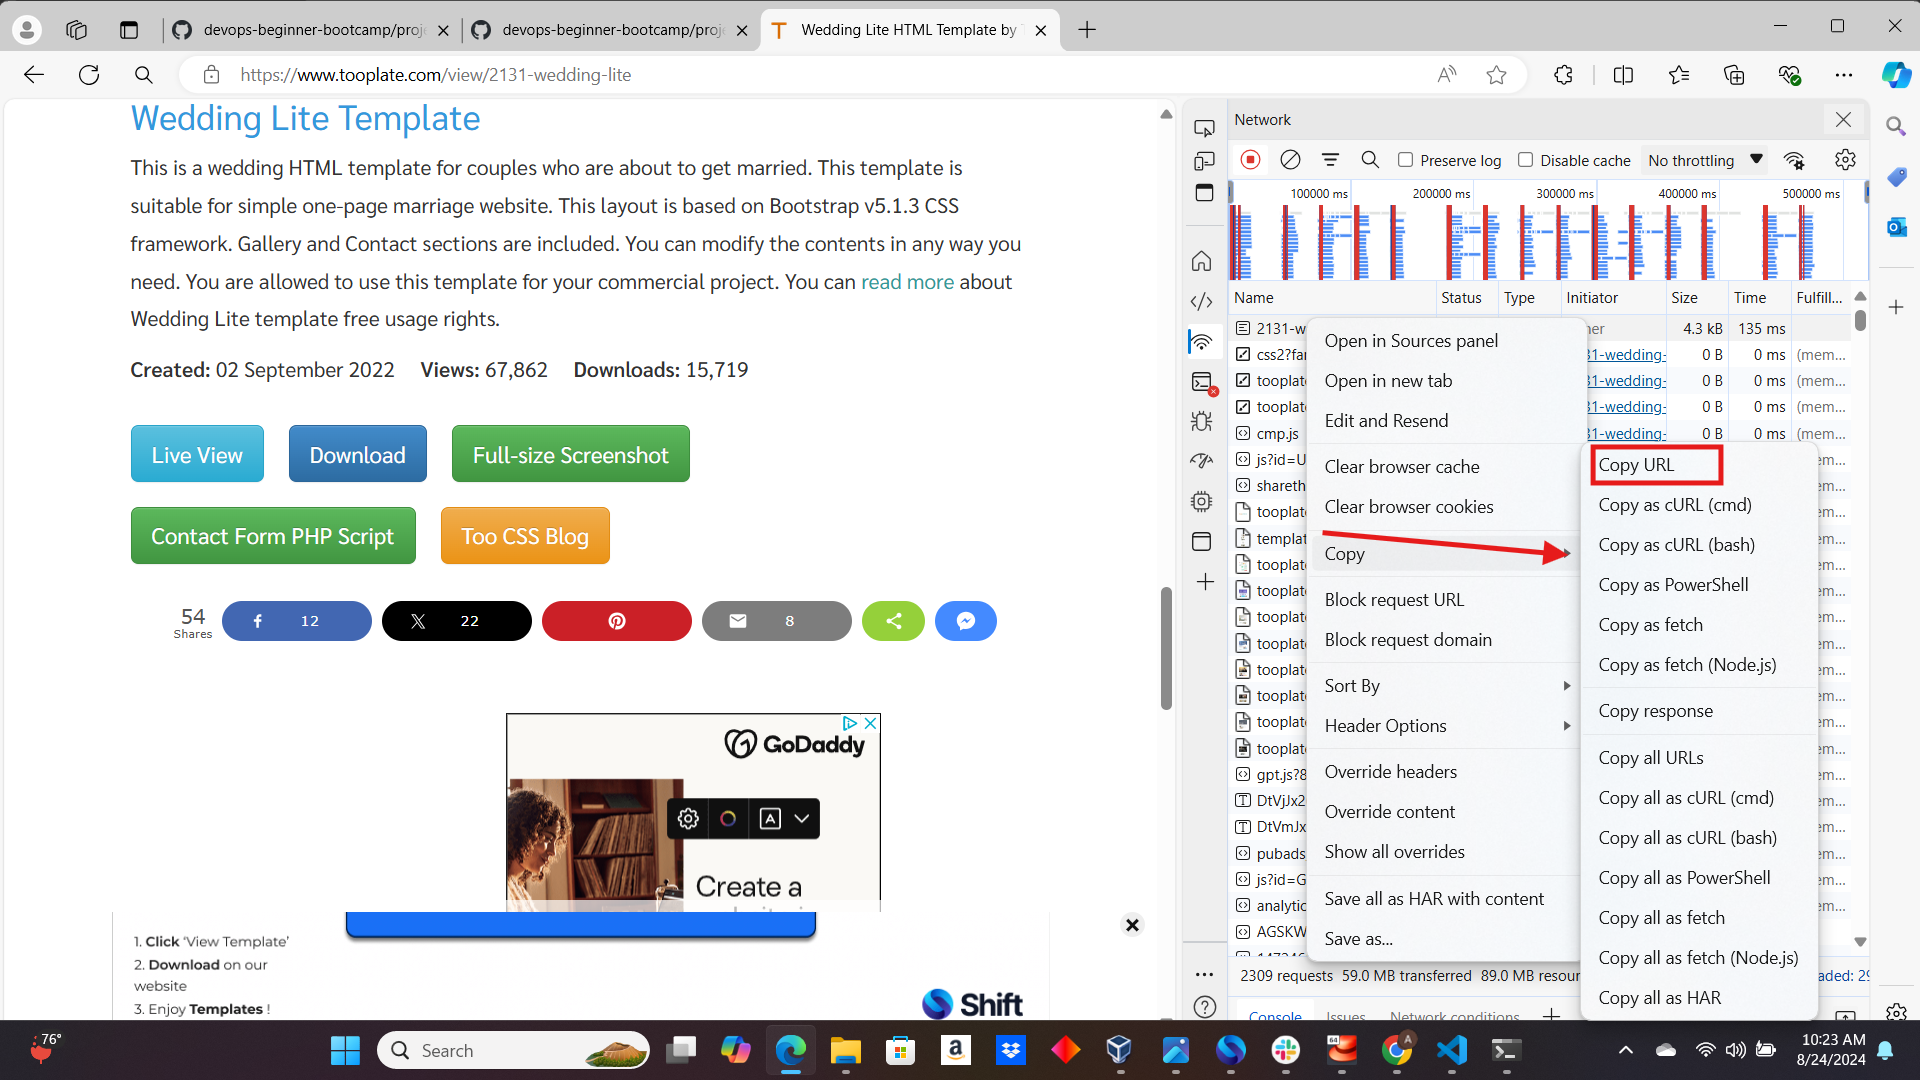 devops-beginner-bootcamp/proje
devops-beginner-bootcamp/proje
Wedding Lite HTML Template by T
https://www.tooplate.com/view/2131-wedding-lite
Wedding Lite Template
This is a wedding HTML template for couples who are about to get married. This template is
suitable for simple one-page marriage website. This layout is based on Bootstrap v5.1.3 CSS
framework. Gallery and Contact sections are included. You can modify the contents in any way you
need. You are allowed to use this template for your commercial project. You can read more about
Wedding Lite template free usage rights.
Created: 02 September 2022 Views: 67,862 Downloads: 15,719
Live View Download Full-size Screenshot
Contact Form PHP Script Too CSS Blog
54
Shares
12 22 8
GoDaddy
Create a
1. Click 'View Template'
2. Download on our
website
3. Enjoy Templates !
Shift
Network
Preserve log Disable cache No throttling
100000 ms 200000 ms 300000 ms 400000 ms 500000 ms
Name Status Type Initiator Size Time Fulfill...
2131-w ner 4.3 kB 135 ms
css2?fa 31-wedding- 0 B 0 ms (mem...
toopla 31-wedding- 0 B 0 ms (mem...
toopla 31-wedding- 0 B 0 ms (mem...
cmp.js 31-wedding- 0 B 0 ms (mem...
js?id=U em...
shareth em...
toopla em...
templat em...
toopla em...
toopla em...
toopla em...
toopla em...
toopla em...
toopla em...
toopla em...
toopla em...
gpt.js?8 em...
DtVjJx2 em...
DtVmJx em...
pubads em...
js?id=G em...
analytic em...
AGSKW em...
2309 requests 59.0 MB transferred 89.0 MB resour aded: 29
Console Issues Network conditions
Open in Sources panel
Open in new tab
Edit and Resend
Clear browser cache
Clear browser cookies
Copy
Block request URL
Block request domain
Sort By
Header Options
Override headers
Override content
Show all overrides
Save all as HAR with content
Save as...
Copy URL
Copy as cURL (cmd)
Copy as cURL (bash)
Copy as PowerShell
Copy as fetch
Copy as fetch (Node.js)
Copy response
Copy all URLs
Copy all as cURL (cmd)
Copy all as cURL (bash)
Copy all as PowerShell
Copy all as fetch
Copy all as fetch (Node.js)
Copy all as HAR
76°
Search
10:23 AM
8/24/2024